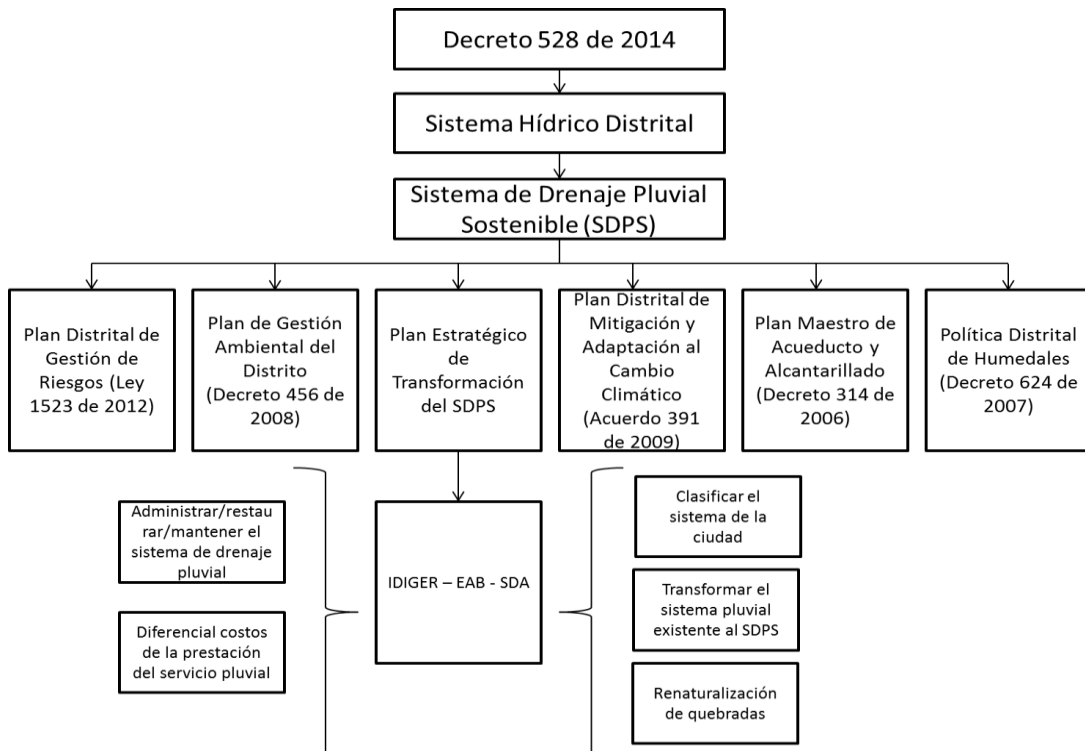 Decreto 528 de 2014
Sistema Hídrico Distrital
Sistema de Drenaje Pluvial
Sostenible (SDPS)
Plan Distrital de
Gestión de
Riesgos (Ley
1523 de 2012)
Plan de Gestión
Ambiental del
Distrito
(Decreto 456 de
2008)
Plan Estratégico
de
Transformación
del SDPS
Plan Distrital de
Mitigación y
Adaptación al
Cambio
Climático
(Acuerdo 391
de 2009)
Plan Maestro de
Acueducto y
Alcantarillado
(Decreto 314 de
2006)
Política Distrital
de Humedales
(Decreto 624 de
2007)
Administrar/restau
rar/mantener el
sistema de drenaje
pluvial
Diferencial costos
de la prestación
del servicio pluvial
IDIGER – EAB - SDA
Clasificar el
sistema de la
ciudad
Transformar el
sistema pluvial
existente al SDPS
Renaturalización
de quebradas